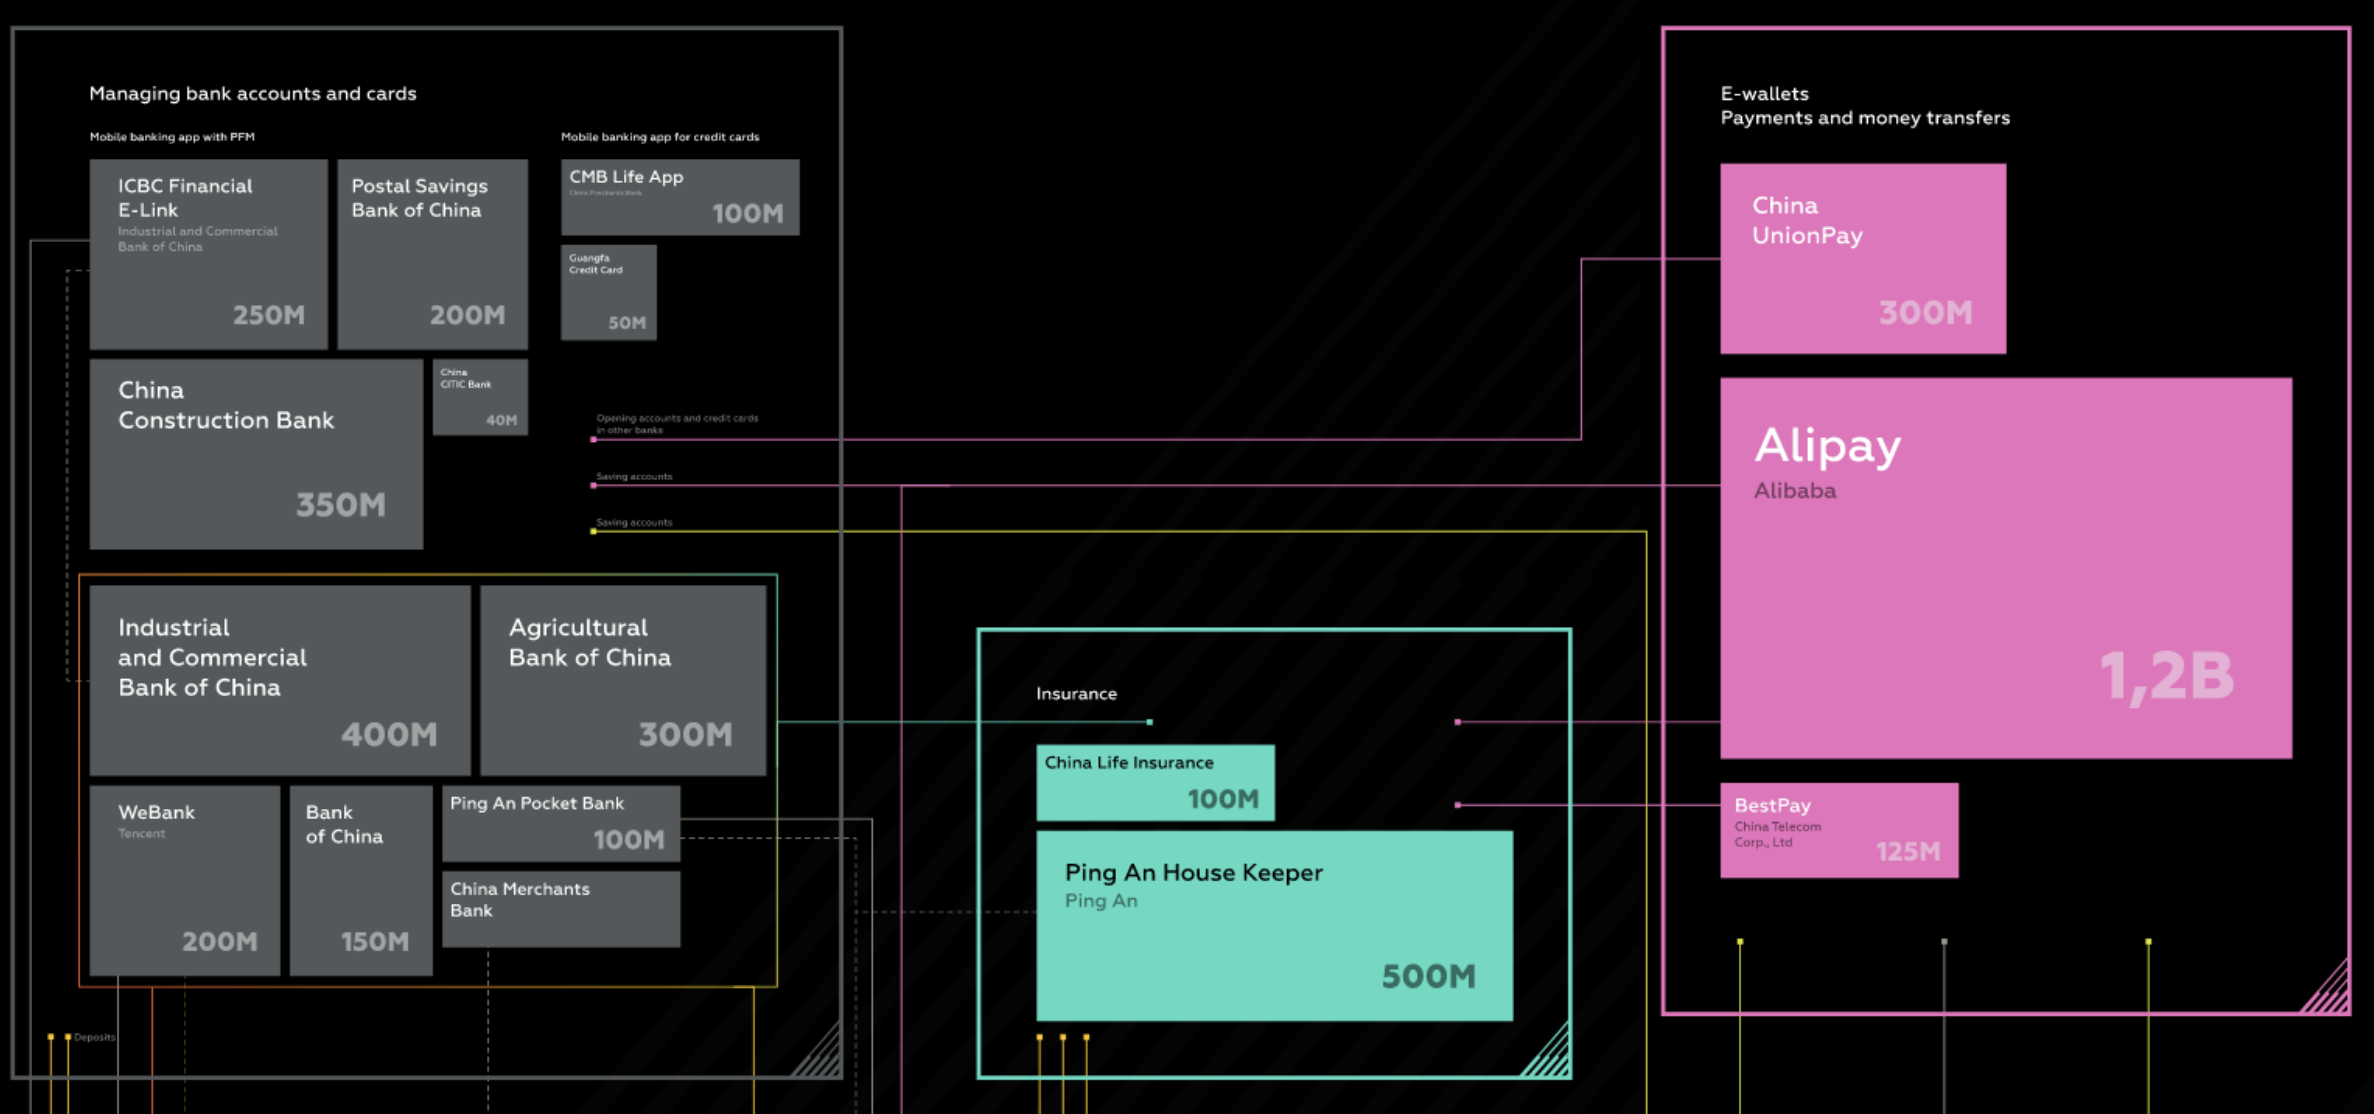 Managing bank accounts and cards
Mobile banking app with PFM
ICBC Financial
E-Link
Industrial and Commercial
Bank of China
250M
Postal Savings
Bank of China
200M
China
Construction Bank
350M
China
CITIC Bank
40M
Mobile banking app for credit cards
CMB Life App
China Merchants Bank
100M
Guangfa
Credit Card
50M
Opening accounts and credit cards
in other banks
Saving accounts
Saving accounts
Industrial
and Commercial
Bank of China
400M
Agricultural
Bank of China
300M
WeBank
Tencent
200M
Bank
of China
150M
Ping An Pocket Bank
100M
China Merchants
Bank
Deposits
Insurance
China Life Insurance
100M
Ping An House Keeper
Ping An
500M
E-wallets
Payments and money transfers
China
UnionPay
300M
Alipay
Alibaba
1,2B
BestPay
China Telecom
Corp., Ltd
125M